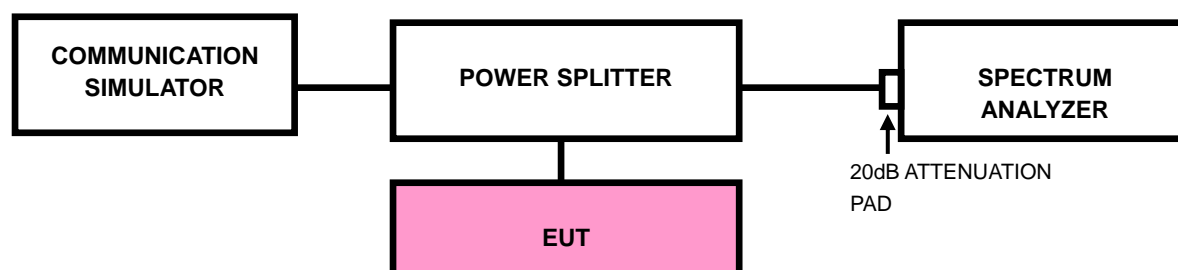 COMMUNICATION
SIMULATOR
POWER SPLITTER
SPECTRUM
ANALYZER
20dB ATTENUATION
PAD
EUT